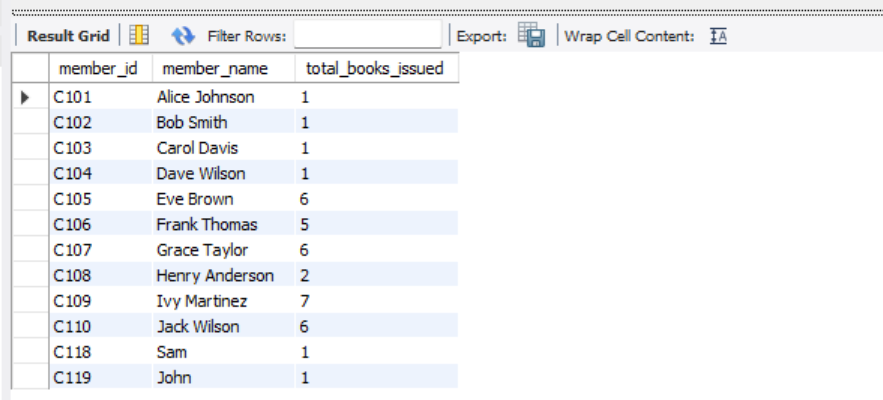 Result Grid Filter Rows: Export: Wrap Cell Content: IA
member_id member_name total_books_issued
C101 Alice Johnson 1
C102 Bob Smith 1
C103 Carol Davis 1
C104 Dave Wilson 1
C105 Eve Brown 6
C106 Frank Thomas 5
C107 Grace Taylor 6
C108 Henry Anderson 2
C109 Ivy Martinez 7
C110 Jack Wilson 6
C118 Sam 1
C119 John 1